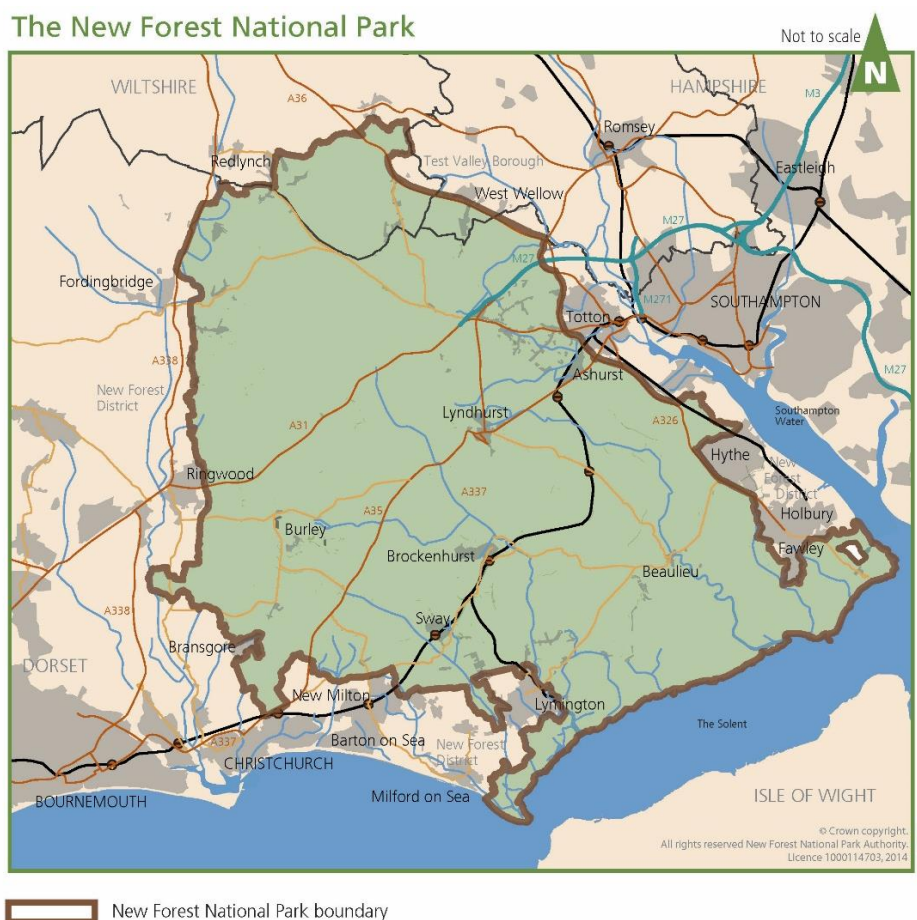 The New Forest National Park
Not to scale
N
WILTSHIRE
HAMPSHIRE
A36
M3
Romsey
Redlynch
Test Valley Borough
Eastleigh
West Wellow
M27
M27
Fordingbridge
M271
SOUTHAMPTON
Totton
A338
Ashurst
M27
New Forest
District
Lyndhurst
A31
A326
Southampton
Water
Hythe
New
Forest
District
Ringwood
A337
A35
Holbury
Burley
Brockenhurst
Fawley
Beaulieu
A338
Sway
Bransgore
DORSET
New Milton
Lymington
The Solent
A337
Barton on Sea
New Forest
District
CHRISTCHURCH
BOURNEMOUTH
Milford on Sea
ISLE OF WIGHT
© Crown copyright.
All rights reserved New Forest National Park Authority.
Licence 1000114703, 2014
New Forest National Park boundary